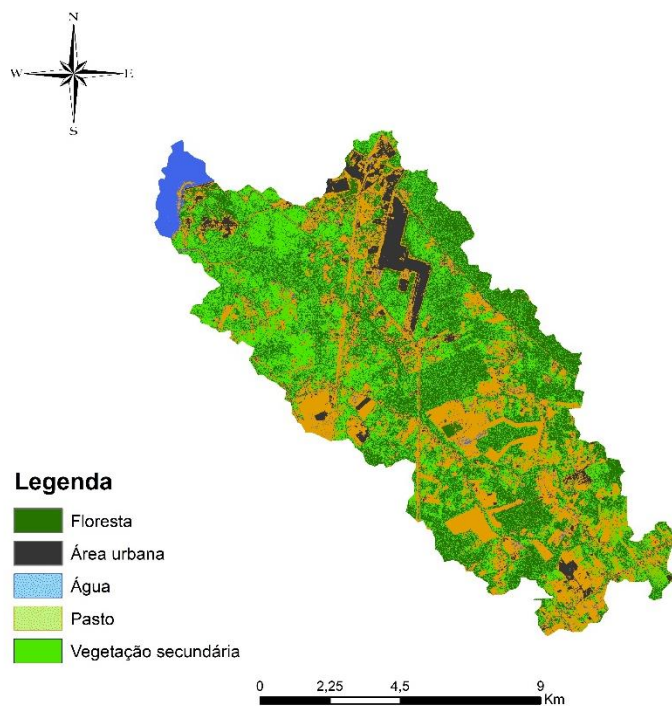 N
W E
S
Legenda
Floresta
Área urbana
Água
Pasto
Vegetação secundária
0 2,25 4,5 9
Km